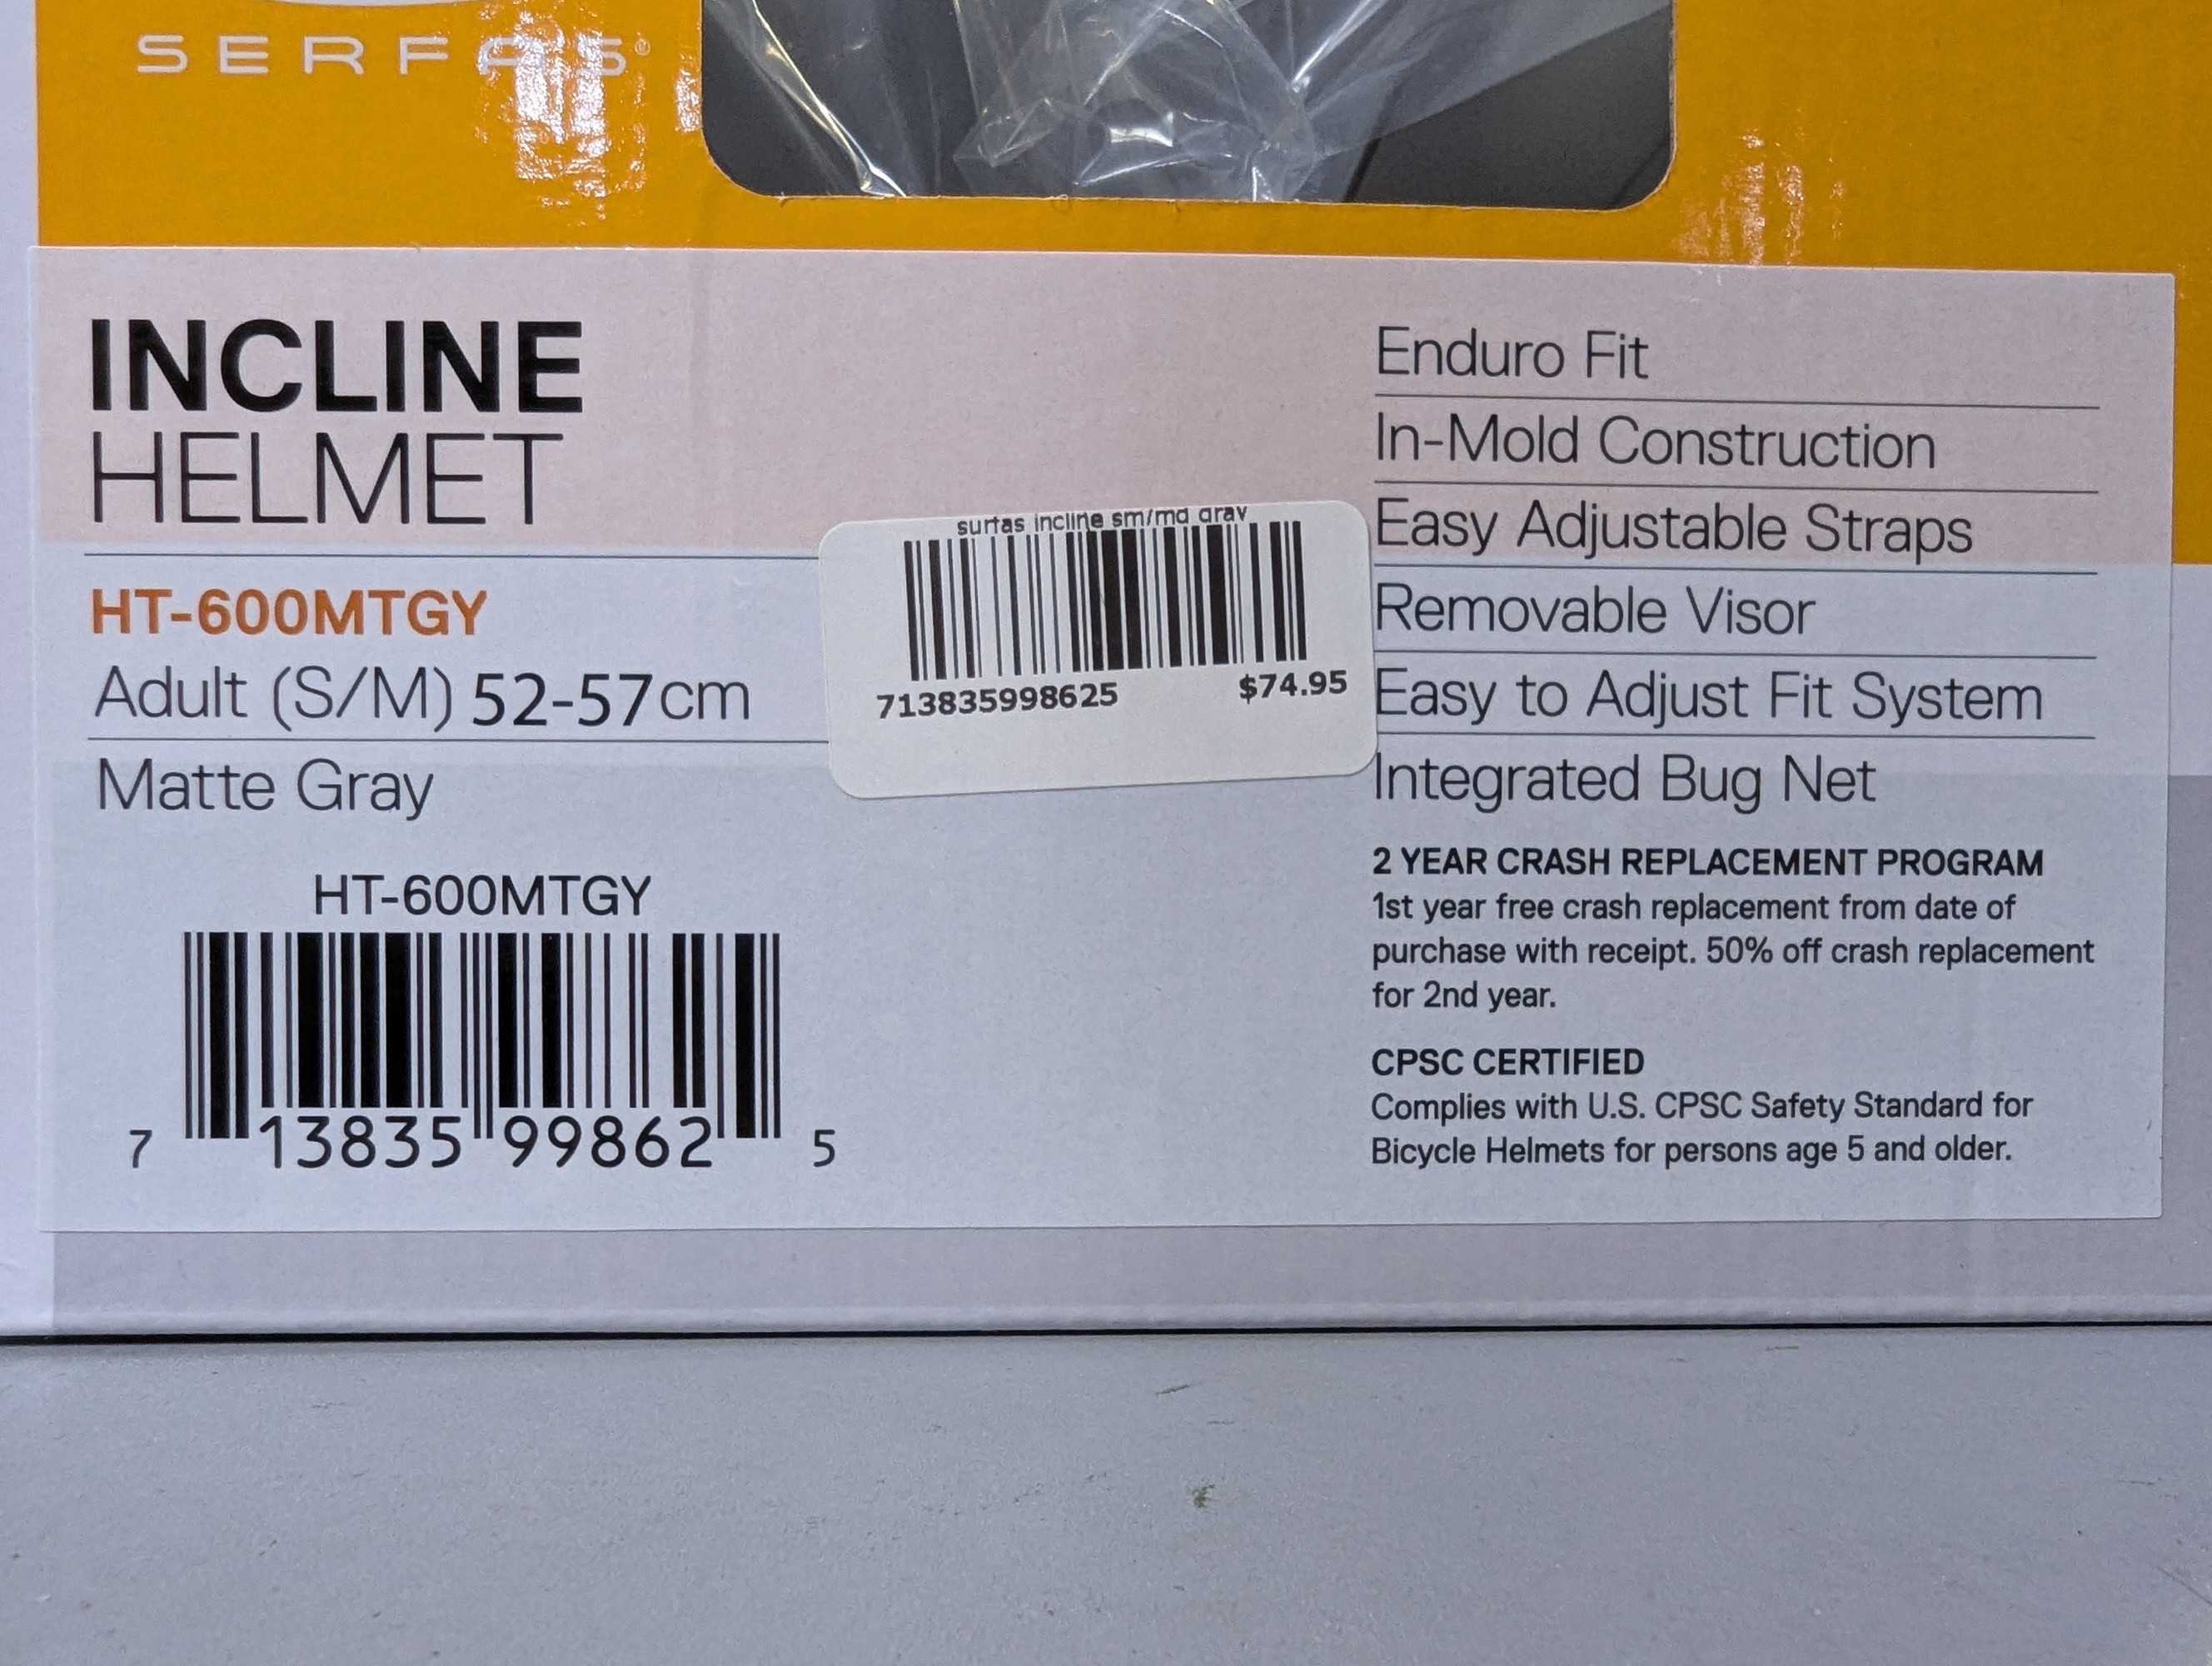 SERFAS®
INCLINE
HELMET
HT-600MTGY
Adult (S/M) 52-57cm
Matte Gray
HT-600MTGY
7 13835 99862 5
surfas incline sm/md gray
713835998625 $74.95
Enduro Fit
In-Mold Construction
Easy Adjustable Straps
Removable Visor
Easy to Adjust Fit System
Integrated Bug Net
2 YEAR CRASH REPLACEMENT PROGRAM
1st year free crash replacement from date of
purchase with receipt. 50% off crash replacement
for 2nd year.
CPSC CERTIFIED
Complies with U.S. CPSC Safety Standard for
Bicycle Helmets for persons age 5 and older.